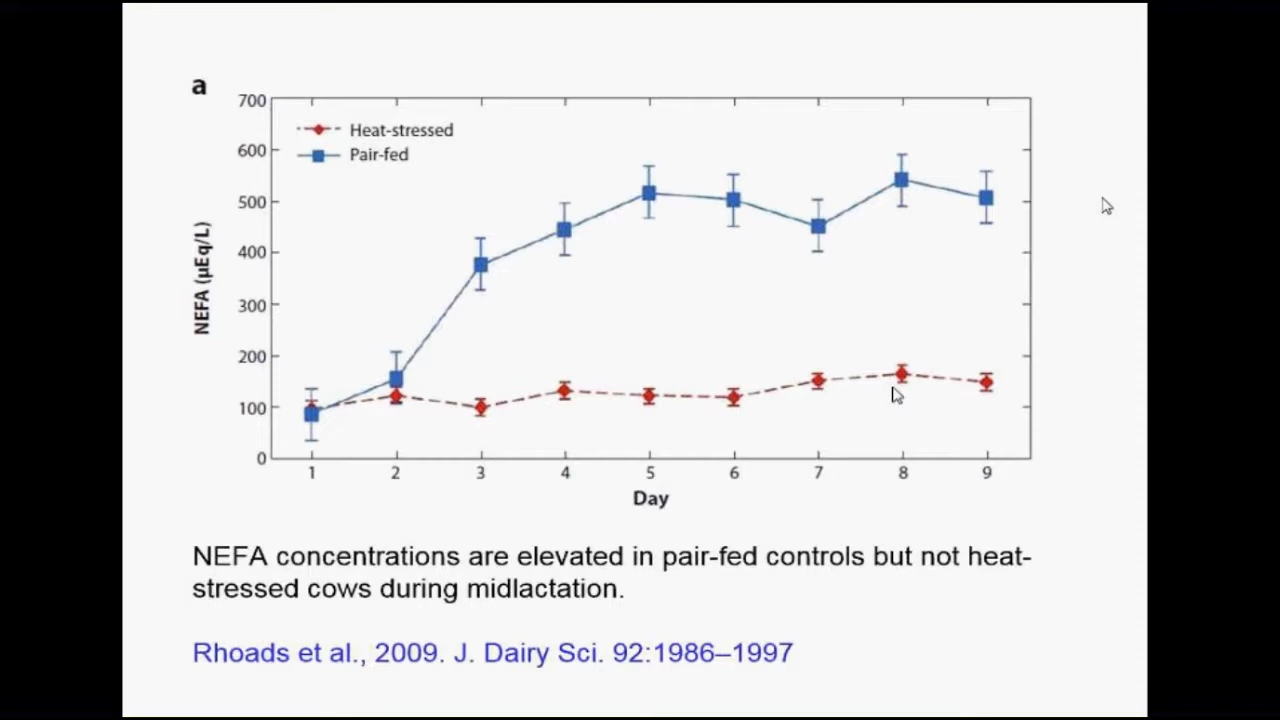 a
700
Heat-stressed
Pair-fed
600
500
400
300
200
100
0
NEFA (μEq/L)
1 2 3 4 5 6 7 8 9
Day
NEFA concentrations are elevated in pair-fed controls but not heat-
stressed cows during midlactation.
Rhoads et al., 2009. J. Dairy Sci. 92:1986–1997